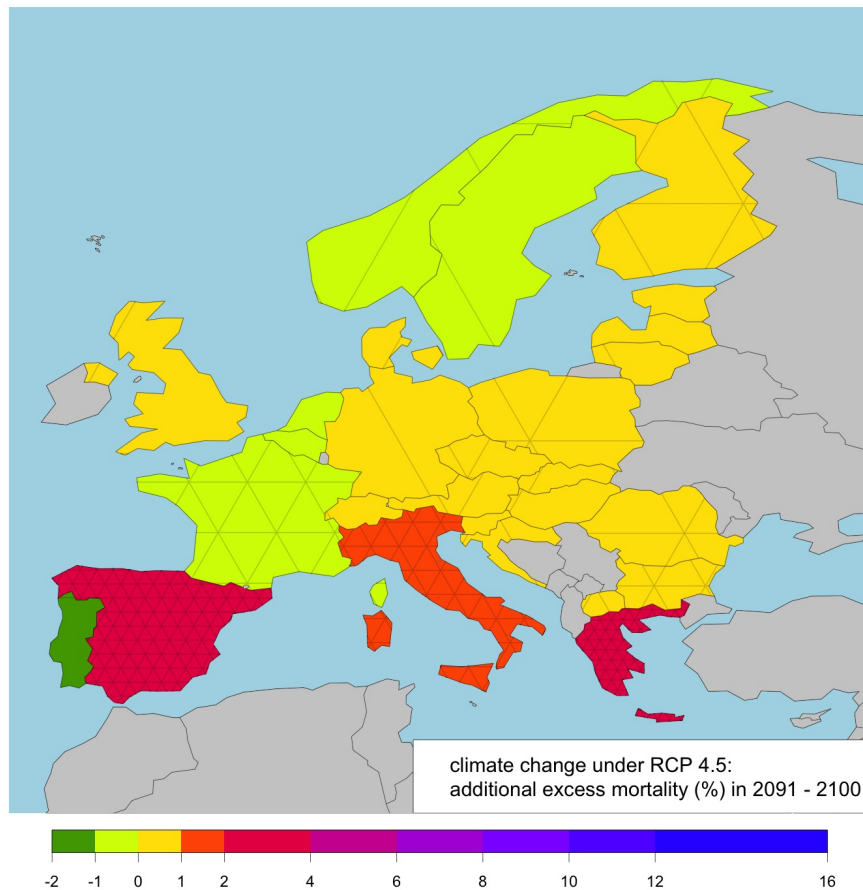 climate change under RCP 4.5:
additional excess mortality (%) in 2091 - 2100
-2 -1 0 1 2 4 6 8 10 12 16